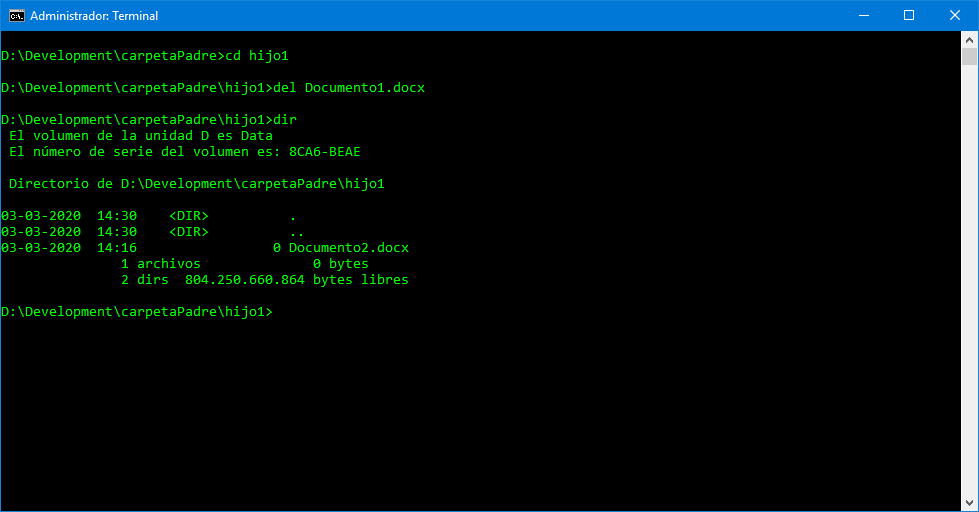 Administrador: Terminal
D:\Development\carpetaPadre>cd hijo1
D:\Development\carpetaPadre\hijo1>del Documento1.docx
D:\Development\carpetaPadre\hijo1>dir
 El volumen de la unidad D es Data
 El número de serie del volumen es: 8CA6-BEAE
 Directorio de D:\Development\carpetaPadre\hijo1
03-03-2020  14:30    <DIR>          .
03-03-2020  14:30    <DIR>          ..
03-03-2020  14:16                 0 Documento2.docx
               1 archivos              0 bytes
               2 dirs  804.250.660.864 bytes libres
D:\Development\carpetaPadre\hijo1>